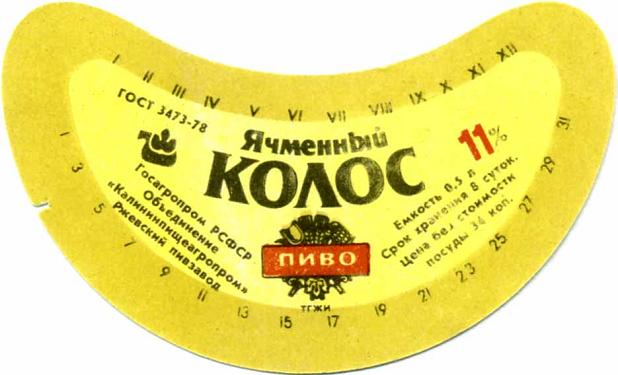 I II III IV V VI VII VIII IX X XI XII
ГОСТ 3473-78
Ячменный
КОЛОС
11%
Госагропром РСФСР
Объединение
«Калининпищеагропром»
Ржевский пивзавод
ПИВО
ТГЖИ
Емкость 0,5 л
Срок хранения 8 суток.
Цена без стоимости
посуды 34 коп.
1 3 5 7 9 11 13 15 17 19 21 23 25 27 29 31